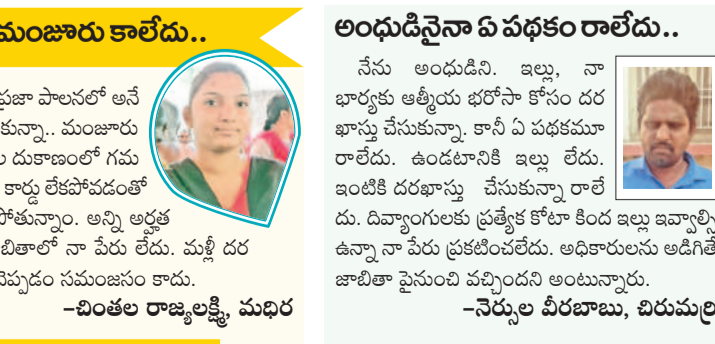 మంజూరు కాలేదు..
ప్రజా పాలనలో అనే
కున్నా.. మంజూరు
దుకాణంలో గమ
కార్డు లేకపోవడంతో
పోతున్నాం. అన్ని అర్హత
బితాలో నా పేరు లేదు. మళ్లీ దర
చెప్పడం సమంజసం కాదు.
-చింతల రాజ్యలక్ష్మి, మధిర
అంధుడినైనా ఏ పథకం రాలేదు..
నేను అంధుడిని. ఇల్లు, నా
భార్యకు ఆత్మీయ భరోసా కోసం దర
ఖాస్తు చేసుకున్నా. కానీ ఏ పథకమూ
రాలేదు. ఉండటానికి ఇల్లు లేదు.
ఇంటికి దరఖాస్తు చేసుకున్నా రాలే
దు. దివ్యాంగులకు ప్రత్యేక కోటా కింద ఇల్లు ఇవ్వాల్సి
ఉన్నా నా పేరు ప్రకటించలేదు. అధికారులను అడిగితే
జాబితా పైనుంచి వచ్చిందని అంటున్నారు.
-నెర్సుల వీరబాబు, చిరుమర్రి